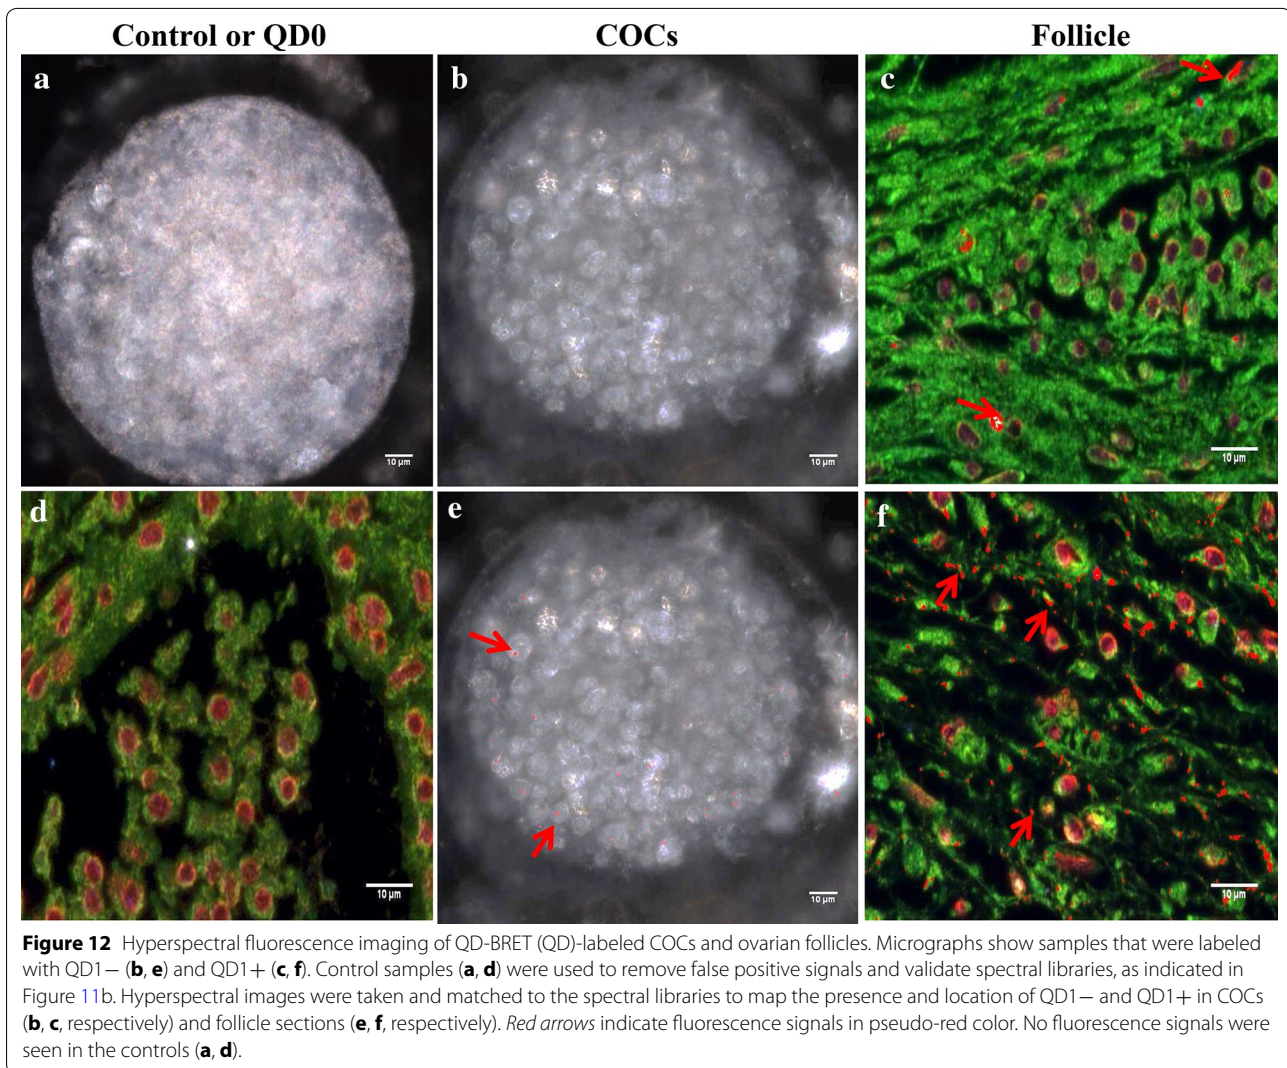 Control or QD0 COCs Follicle
a b c
10 µm 10 µm 10 µm
d e f
10 µm 10 µm 10 µm
Figure 12 Hyperspectral fluorescence imaging of QD-BRET (QD)-labeled COCs and ovarian follicles. Micrographs show samples that were labeled
with QD1− (b, e) and QD1+ (c, f). Control samples (a, d) were used to remove false positive signals and validate spectral libraries, as indicated in
Figure 11b. Hyperspectral images were taken and matched to the spectral libraries to map the presence and location of QD1− and QD1+ in COCs
(b, c, respectively) and follicle sections (e, f, respectively). Red arrows indicate fluorescence signals in pseudo-red color. No fluorescence signals were
seen in the controls (a, d).